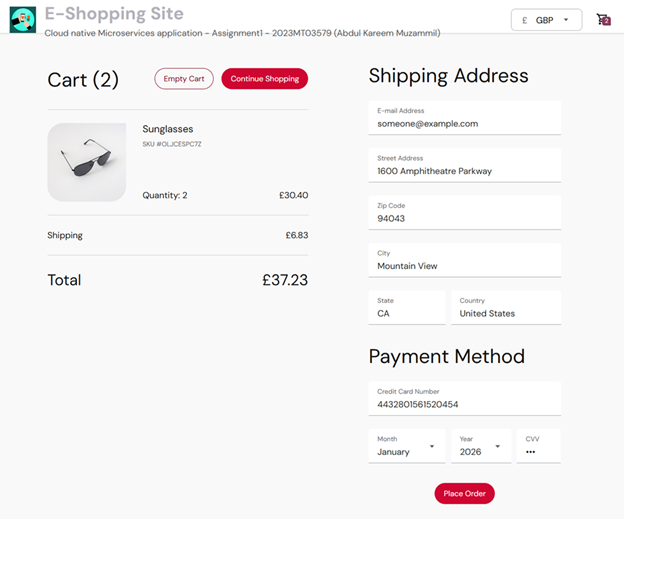 E-Shopping Site
Cloud native Microservices application - Assignment1 - 2023MT03579 (Abdul Kareem Muzammil)
£ GBP
2
Cart (2)
Empty Cart
Continue Shopping
Sunglasses
SKU #OLJCESPC7Z
Quantity: 2
£30.40
Shipping
£6.83
Total
£37.23
Shipping Address
E-mail Address
someone@example.com
Street Address
1600 Amphitheatre Parkway
Zip Code
94043
City
Mountain View
State
CA
Country
United States
Payment Method
Credit Card Number
4432801561520454
Month
January
Year
2026
CVV
•••
Place Order